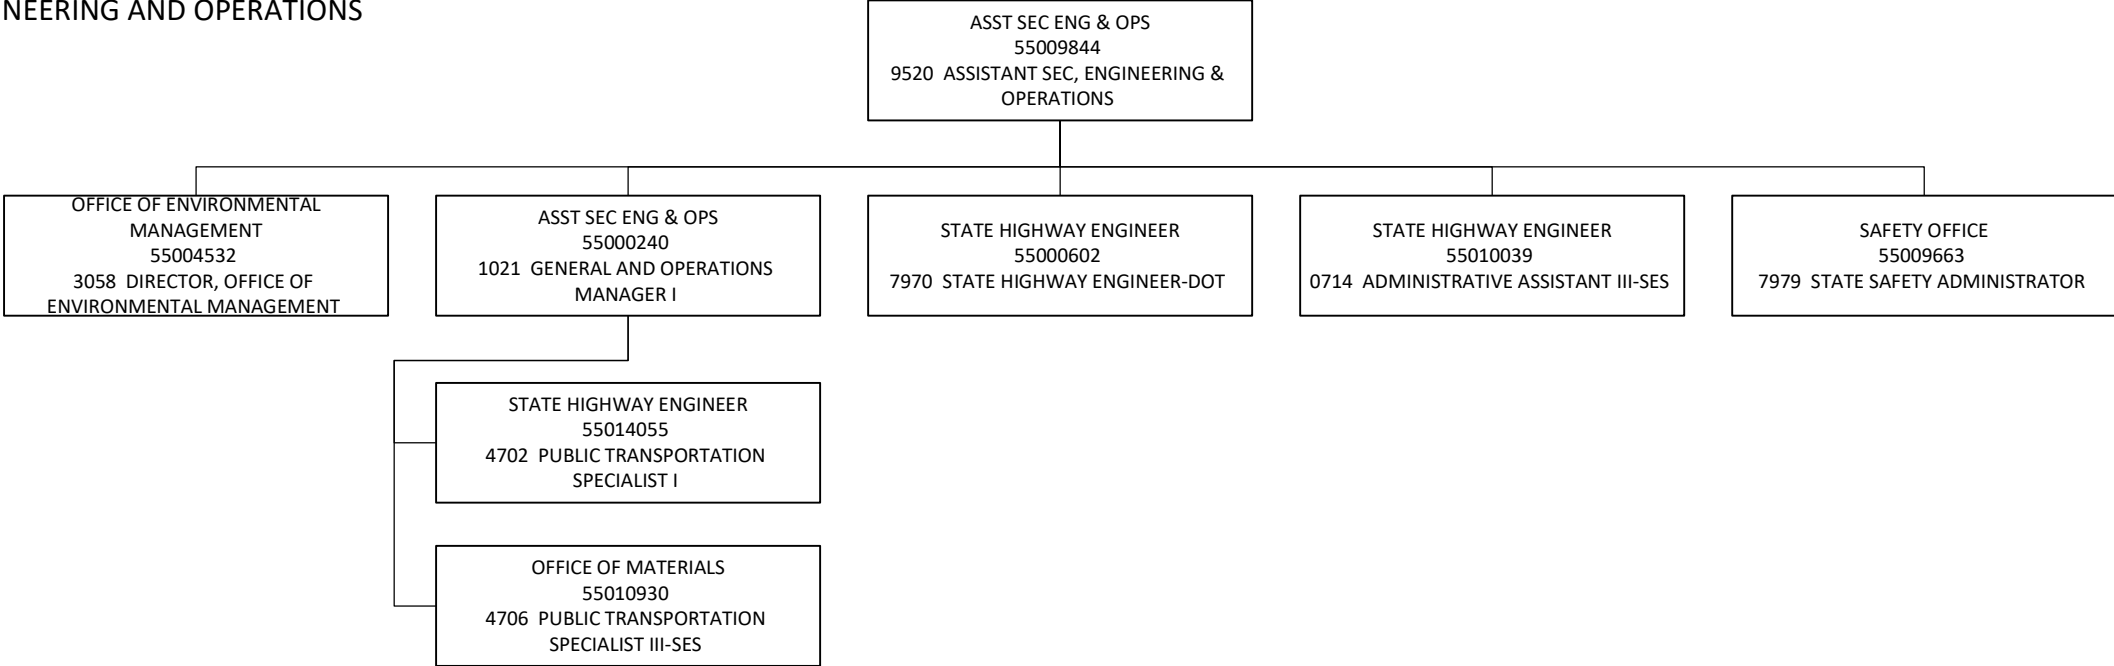 NEERING AND OPERATIONS
ASST SEC ENG & OPS
55009844
9520  ASSISTANT SEC, ENGINEERING &
OPERATIONS
OFFICE OF ENVIRONMENTAL
MANAGEMENT
55004532
3058  DIRECTOR, OFFICE OF
ENVIRONMENTAL MANAGEMENT
ASST SEC ENG & OPS
55000240
1021  GENERAL AND OPERATIONS
MANAGER I
STATE HIGHWAY ENGINEER
55000602
7970  STATE HIGHWAY ENGINEER-DOT
STATE HIGHWAY ENGINEER
55010039
0714  ADMINISTRATIVE ASSISTANT III-SES
SAFETY OFFICE
55009663
7979  STATE SAFETY ADMINISTRATOR
STATE HIGHWAY ENGINEER
55014055
4702  PUBLIC TRANSPORTATION
SPECIALIST I
OFFICE OF MATERIALS
55010930
4706  PUBLIC TRANSPORTATION
SPECIALIST III-SES